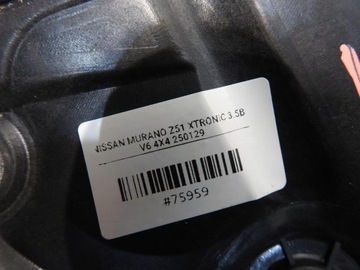 NISSAN MURANO Z51 XTRONIC 3.5B
V6 4X4 250129
#75959